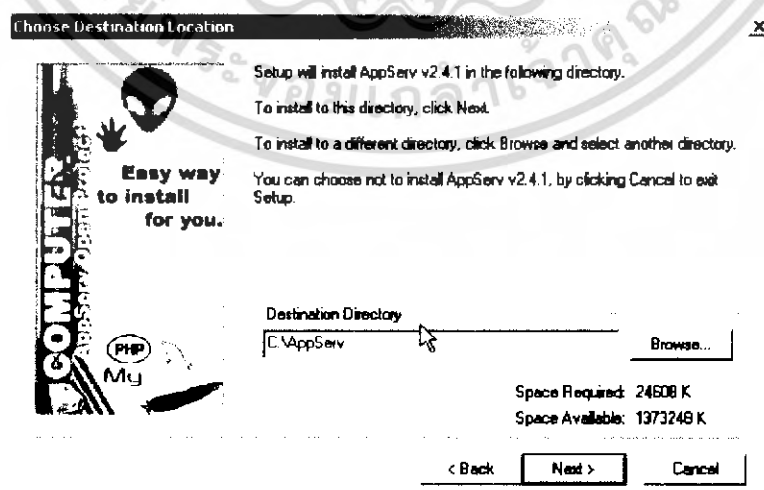 Choose Destination Location
Setup will install AppServ v2.4.1 in the following directory.
To install to this directory, click Next.
To install to a different directory, click Browse and select another directory.
You can choose not to install AppServ v2.4.1, by clicking Cancel to exit
Setup.
Easy way
to install
for you.
COMPUTER
AppServ Open Project
PHP
My
Destination Directory
C:\AppServ
Browse...
Space Required: 24608 K
Space Available: 1373248 K
< Back
Next >
Cancel